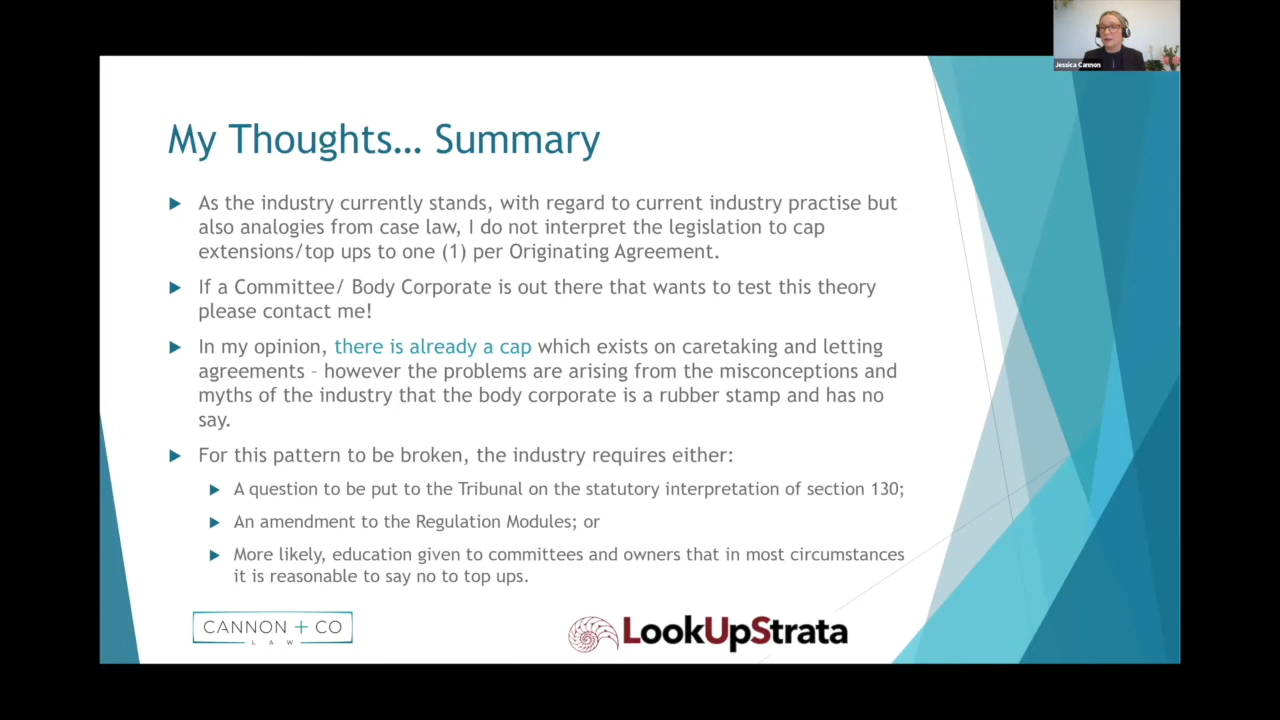 Jessica Cannon
My Thoughts... Summary
As the industry currently stands, with regard to current industry practise but
also analogies from case law, I do not interpret the legislation to cap
extensions/top ups to one (1) per Originating Agreement.
If a Committee/ Body Corporate is out there that wants to test this theory
please contact me!
In my opinion, there is already a cap which exists on caretaking and letting
agreements – however the problems are arising from the misconceptions and
myths of the industry that the body corporate is a rubber stamp and has no
say.
For this pattern to be broken, the industry requires either:
A question to be put to the Tribunal on the statutory interpretation of section 130;
An amendment to the Regulation Modules; or
More likely, education given to committees and owners that in most circumstances
it is reasonable to say no to top ups.
CANNON + CO
LAW
LookUpStrata